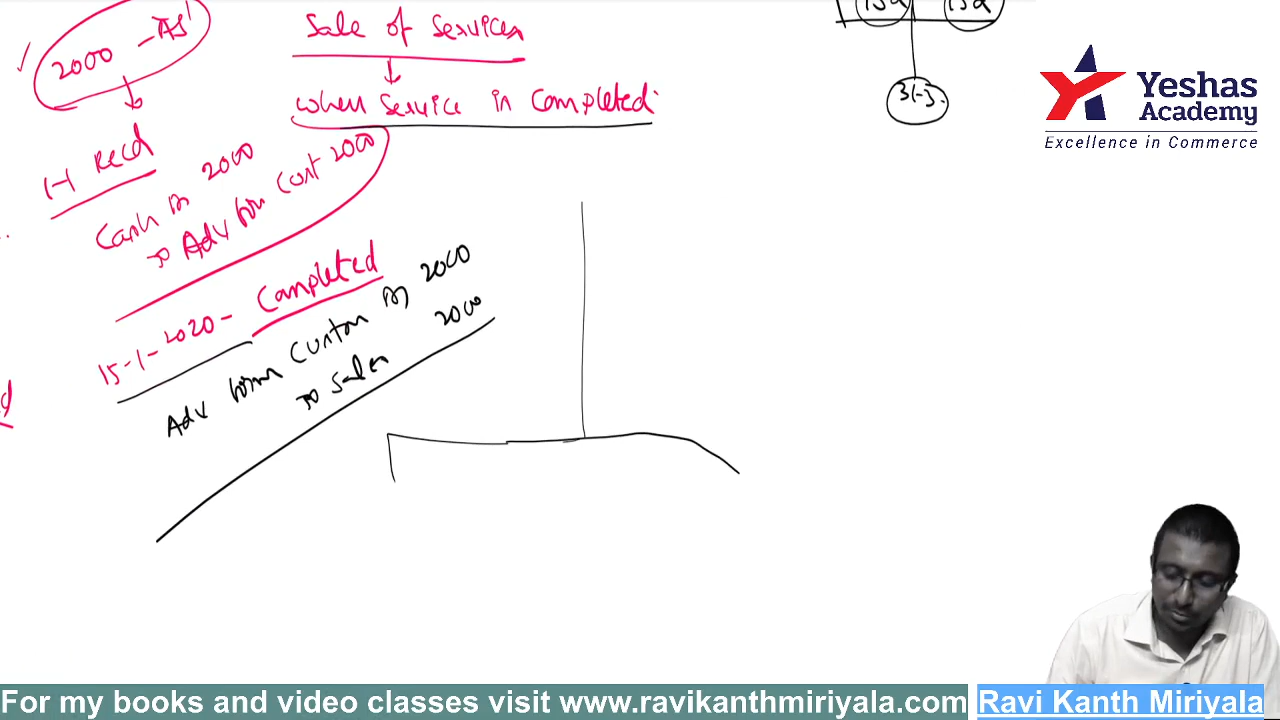 2000 - AS'
Sale of Services
When Service in Completed
1-1 Recd
Cash Dr 2000
To Adv from Cust 2000
15-1-2020 - Completed
Adv from Custom Dr 2000
To Sales 2000
Yeshas
Academy
Excellence in Commerce
For my books and video classes visit www.ravikanthmiriyala.com Ravi Kanth Miriyala